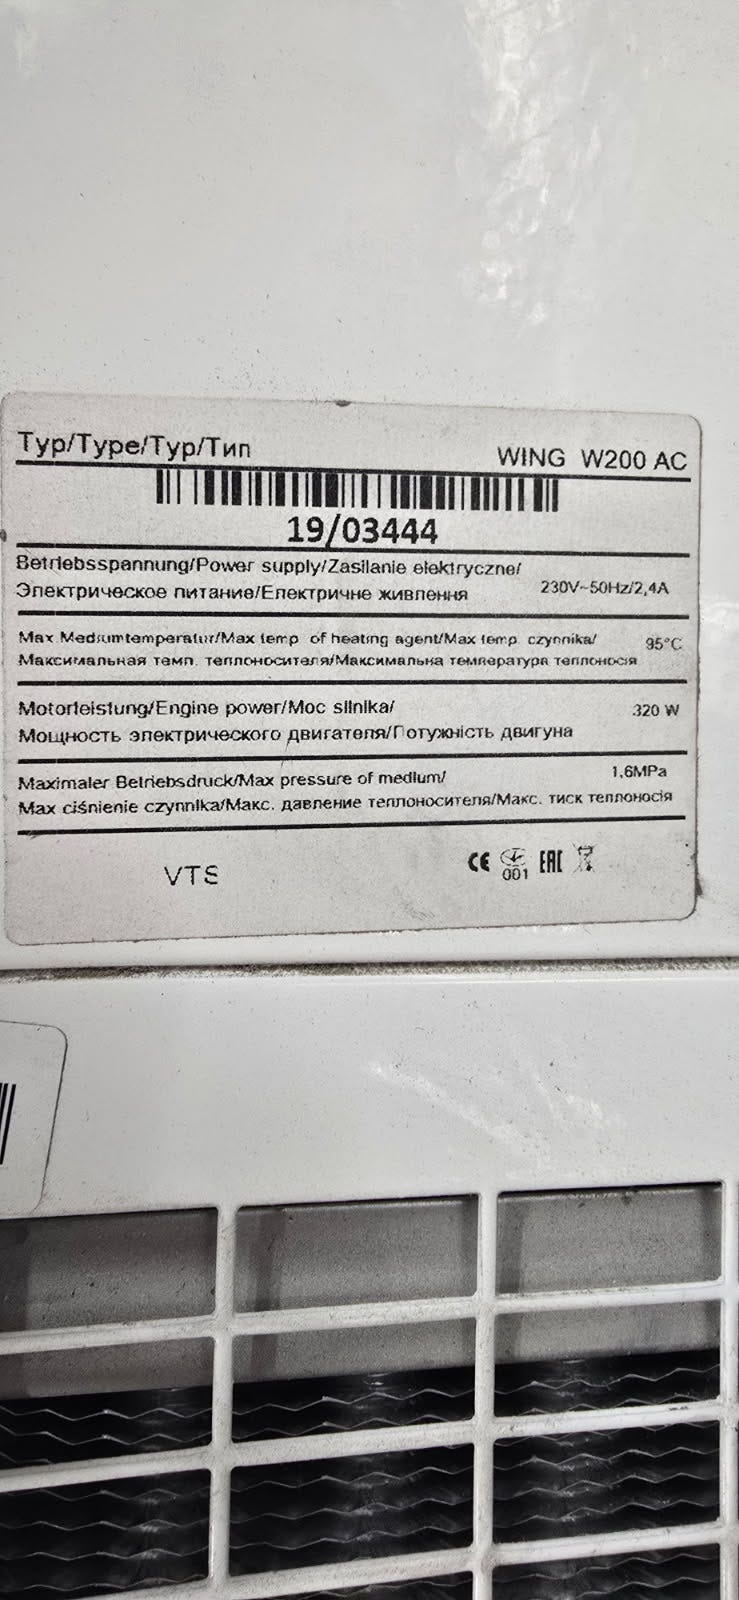 Typ/Type/Typ/Тип WING W200 AC
19/03444
Betriebsspannung/Power supply/Zasilanie elektryczne/
Электрическое питание/Електричне живлення 230V~50Hz/2,4A
Max Mediumtemperatur/Max temp. of heating agent/Max temp. czynnika/ 95°C
Максимальная темп. теплоносителя/Максимальна температура теплоносія
Motorleistung/Engine power/Moc silnika/ 320 W
Мощность электрического двигателя/Потужність двигуна
Maximaler Betriebsdruck/Max pressure of medium/ 1,6MPa
Max ciśnienie czynnika/Макс. давление теплоносителя/Макс. тиск теплоносія
VTS CE 001 EAC